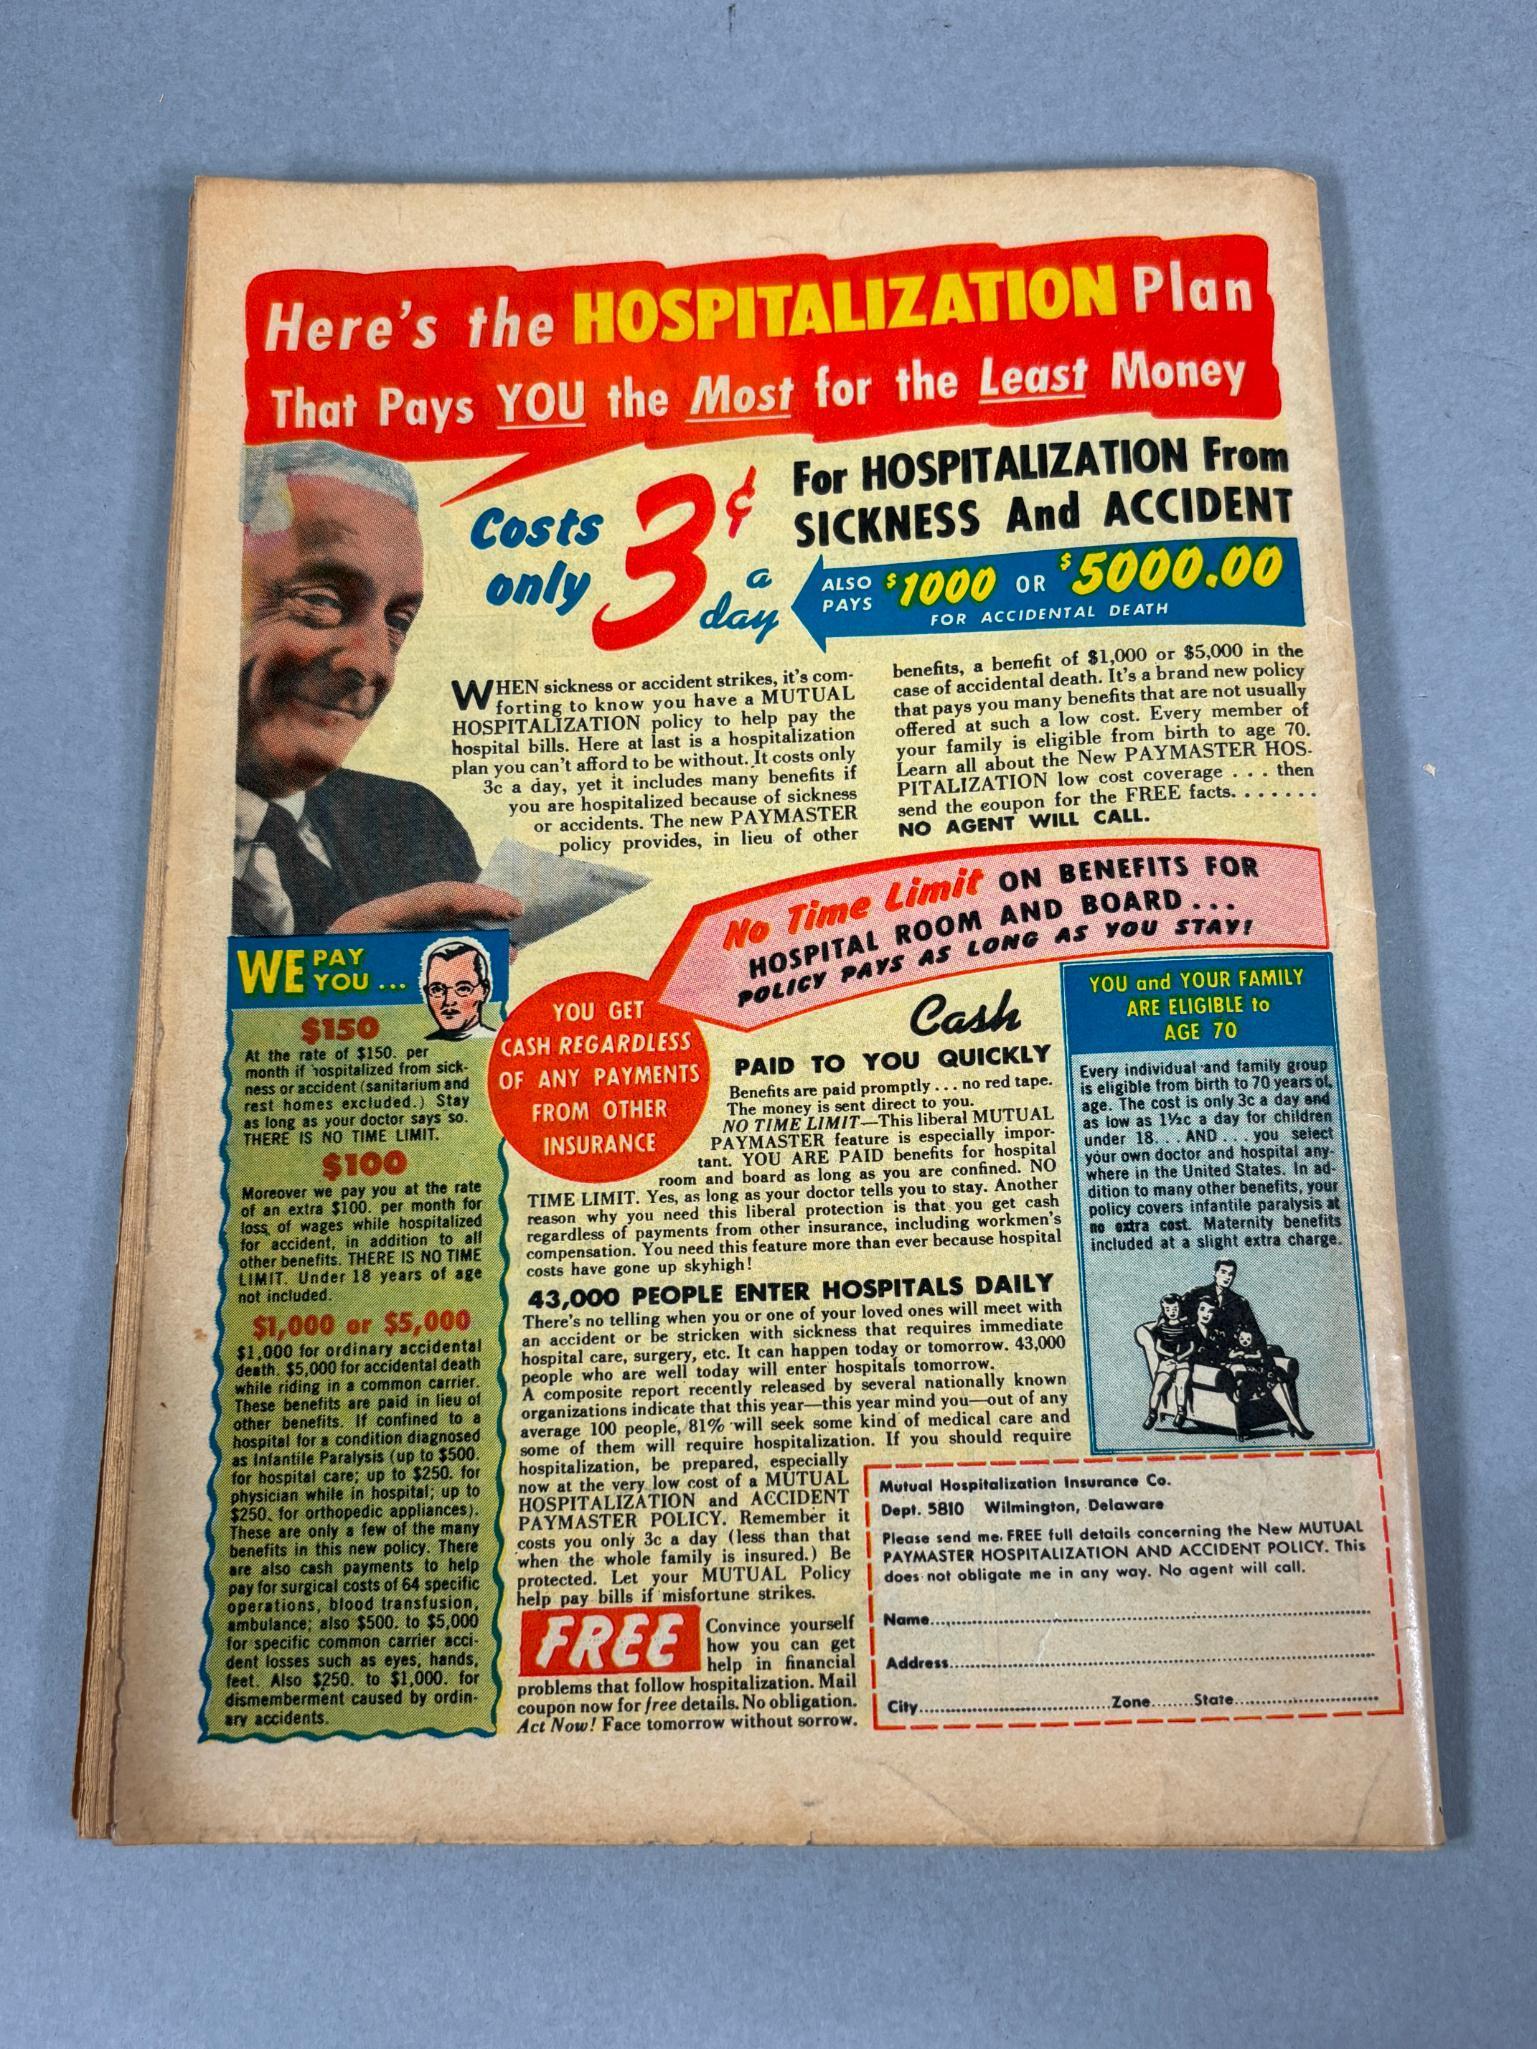 Here's the HOSPITALIZATION Plan
That Pays YOU the Most for the Least Money
Costs only 3¢ a day
For HOSPITALIZATION From
SICKNESS And ACCIDENT
ALSO PAYS $1000 OR $5000.00
FOR ACCIDENTAL DEATH
WHEN sickness or accident strikes, it's com-
forting to know you have a MUTUAL
HOSPITALIZATION policy to help pay the
hospital bills. Here at last is a hospitalization
plan you can't afford to be without. It costs only
3c a day, yet it includes many benefits if
you are hospitalized because of sickness
or accidents. The new PAYMASTER
policy provides, in lieu of other
benefits, a benefit of $1,000 or $5,000 in the
case of accidental death. It's a brand new policy
that pays you many benefits that are not usually
offered at such a low cost. Every member of
your family is eligible from birth to age 70.
Learn all about the New PAYMASTER HOS-
PITALIZATION low cost coverage . . . then
send the coupon for the FREE facts. . . . . . .
NO AGENT WILL CALL.
No Time Limit ON BENEFITS FOR
HOSPITAL ROOM AND BOARD...
POLICY PAYS AS LONG AS YOU STAY!
WE PAY YOU ...
$150
At the rate of $150. per
month if hospitalized from sick-
ness or accident (sanitarium and
rest homes excluded.) Stay
as long as your doctor says so.
THERE IS NO TIME LIMIT.
$100
Moreover we pay you at the rate
of an extra $100. per month for
loss of wages while hospitalized
for accident, in addition to all
other benefits. THERE IS NO TIME
LIMIT. Under 18 years of age
not included.
$1,000 or $5,000
$1,000 for ordinary accidental
death. $5,000 for accidental death
while riding in a common carrier.
These benefits are paid in lieu of
other benefits. If confined to a
hospital for a condition diagnosed
as Infantile Paralysis (up to $500.
for hospital care; up to $250. for
physician while in hospital; up to
$250. for orthopedic appliances).
These are only a few of the many
benefits in this new policy. There
are also cash payments to help
pay for surgical costs of 64 specific
operations, blood transfusion,
ambulance; also $500. to $5,000
for specific common carrier acci-
dent losses such as eyes, hands,
feet. Also $250. to $1,000. for
dismemberment caused by ordin-
ary accidents.
YOU GET
CASH REGARDLESS
OF ANY PAYMENTS
FROM OTHER
INSURANCE
Cash
PAID TO YOU QUICKLY
Benefits are paid promptly . . . no red tape.
The money is sent direct to you.
NO TIME LIMIT—This liberal MUTUAL
PAYMASTER feature is especially impor-
tant. YOU ARE PAID benefits for hospital
room and board as long as you are confined. NO
TIME LIMIT. Yes, as long as your doctor tells you to stay. Another
reason why you need this liberal protection is that you get cash
regardless of payments from other insurance, including workmen's
compensation. You need this feature more than ever because hospital
costs have gone up skyhigh!
43,000 PEOPLE ENTER HOSPITALS DAILY
There's no telling when you or one of your loved ones will meet with
an accident or be stricken with sickness that requires immediate
hospital care, surgery, etc. It can happen today or tomorrow. 43,000
people who are well today will enter hospitals tomorrow.
A composite report recently released by several nationally known
organizations indicate that this year—this year mind you—out of any
average 100 people, 81% will seek some kind of medical care and
some of them will require hospitalization. If you should require
hospitalization, be prepared, especially
now at the very low cost of a MUTUAL
HOSPITALIZATION and ACCIDENT
PAYMASTER POLICY. Remember it
costs you only 3c a day (less than that
when the whole family is insured.) Be
protected. Let your MUTUAL Policy
help pay bills if misfortune strikes.
FREE Convince yourself
how you can get
help in financial
problems that follow hospitalization. Mail
coupon now for free details. No obligation.
Act Now! Face tomorrow without sorrow.
YOU and YOUR FAMILY
ARE ELIGIBLE to
AGE 70
Every individual and family group
is eligible from birth to 70 years of
age. The cost is only 3c a day and
as low as 1½c a day for children
under 18. . . AND . . . you select
your own doctor and hospital any-
where in the United States. In ad-
dition to many other benefits, your
policy covers infantile paralysis at
no extra cost. Maternity benefits
included at a slight extra charge.
Mutual Hospitalization Insurance Co.
Dept. 5810 Wilmington, Delaware
Please send me FREE full details concerning the New MUTUAL
PAYMASTER HOSPITALIZATION AND ACCIDENT POLICY. This
does not obligate me in any way. No agent will call.
Name..........
Address..........
City..........Zone.......State..........